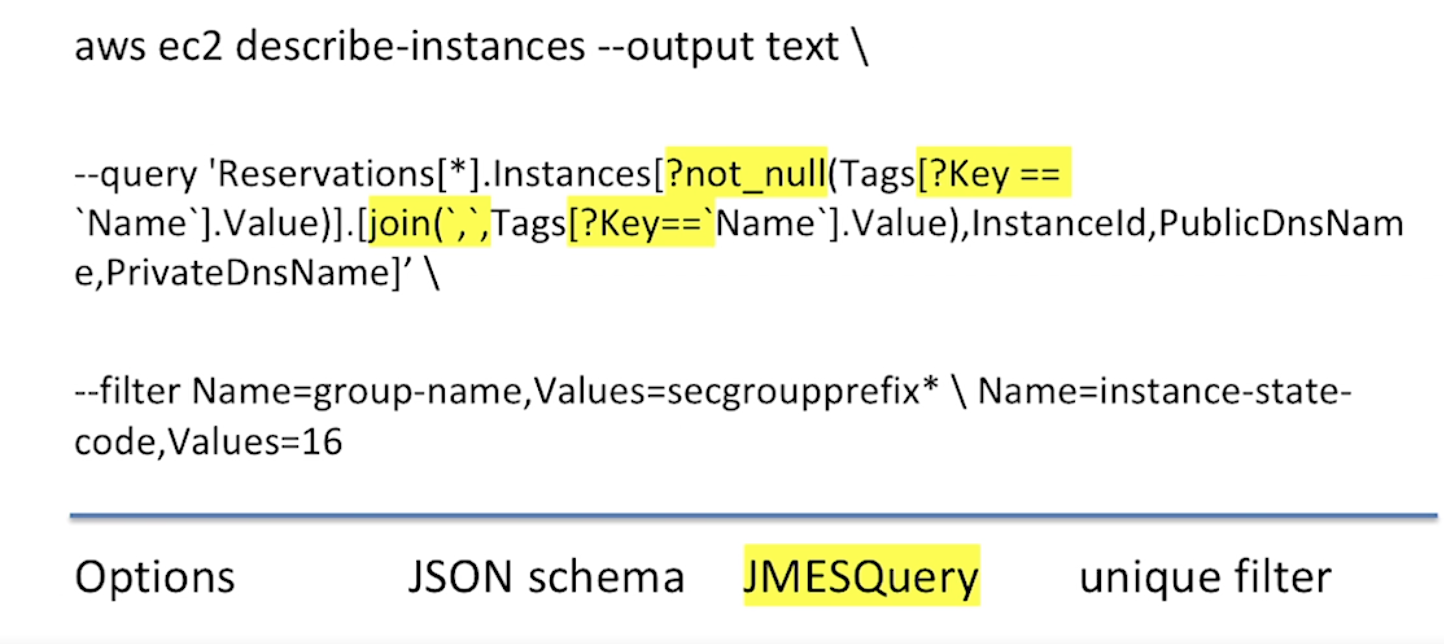 aws ec2 describe-instances --output text \
--query 'Reservations[*].Instances[?not_null(Tags[?Key ==
`Name`].Value)].[join(`,`,Tags[?Key==`Name`].Value),InstanceId,PublicDnsNam
e,PrivateDnsName]’ \
--filter Name=group-name,Values=secgroupprefix* \ Name=instance-state-
code,Values=16
Options JSON schema JMESQuery unique filter